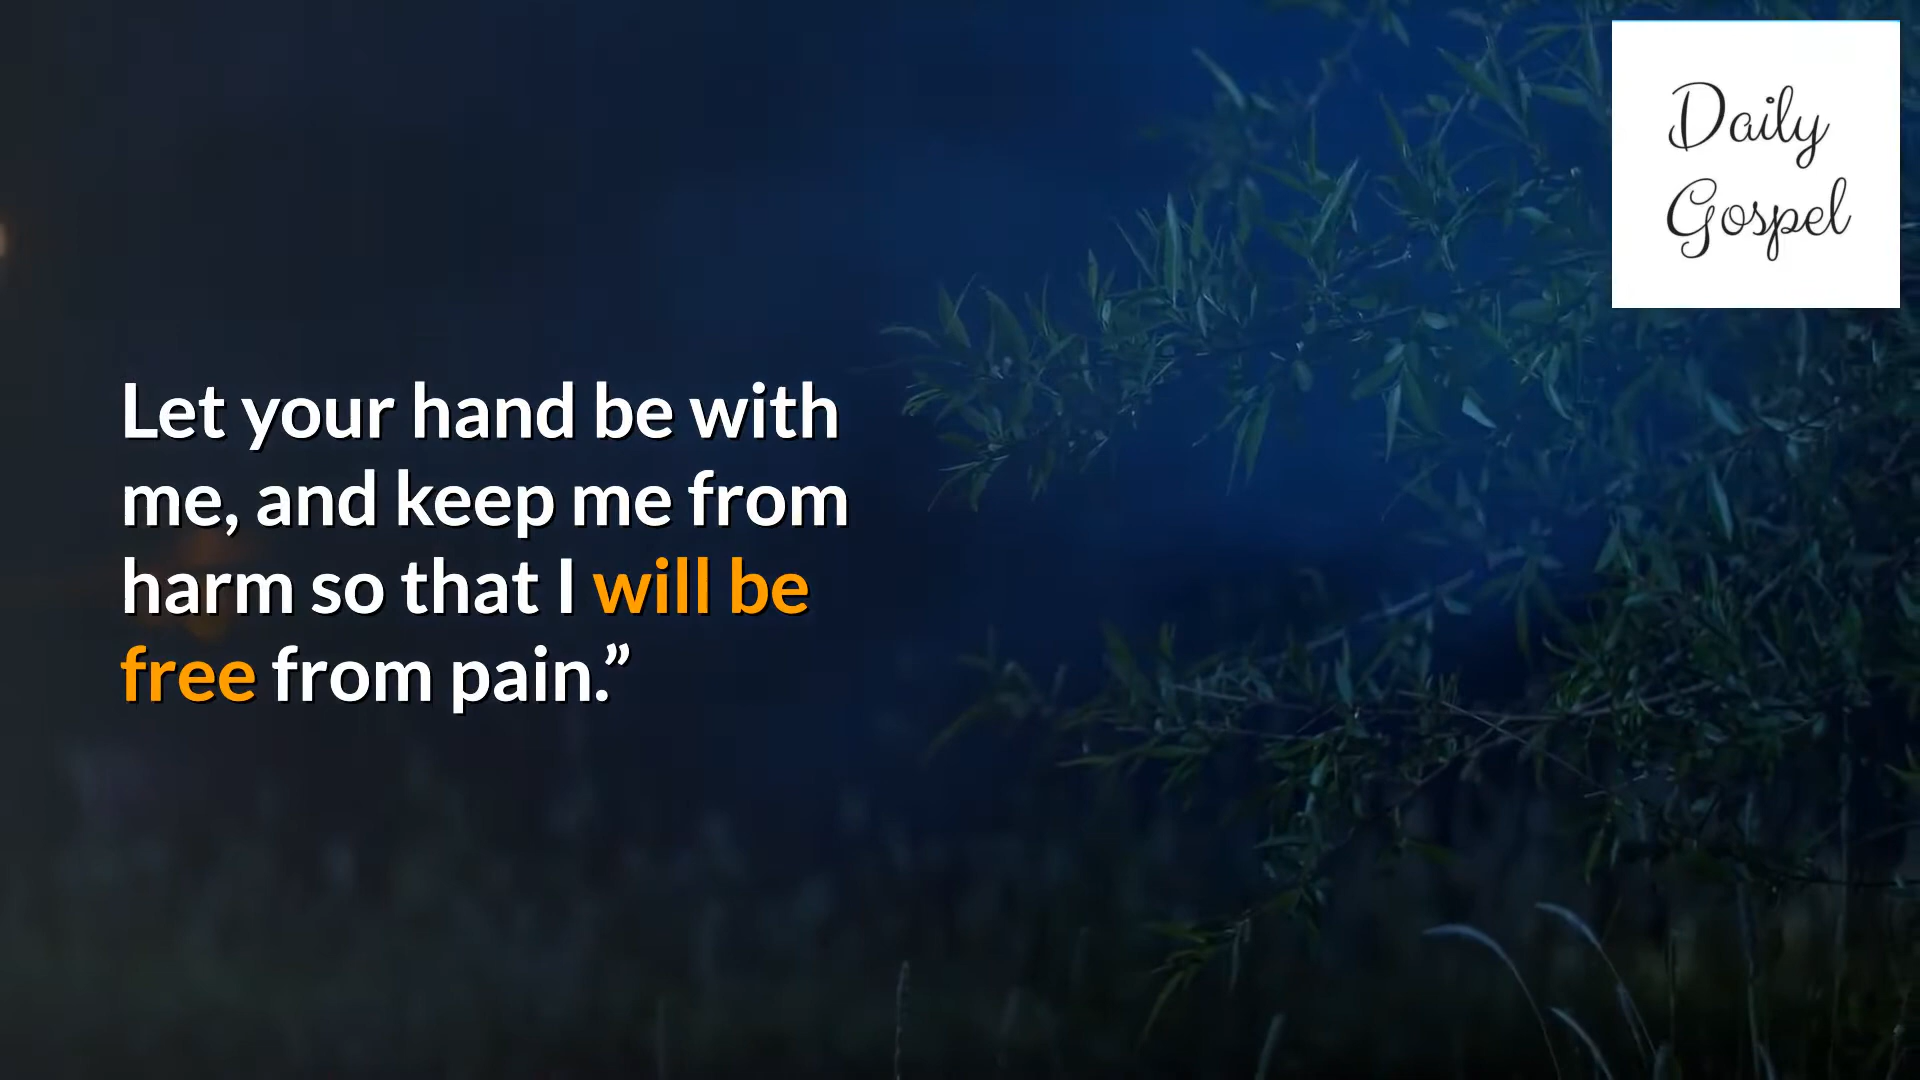 Daily
Gospel
Let your hand be with
me, and keep me from
harm so that I will be
free from pain.”